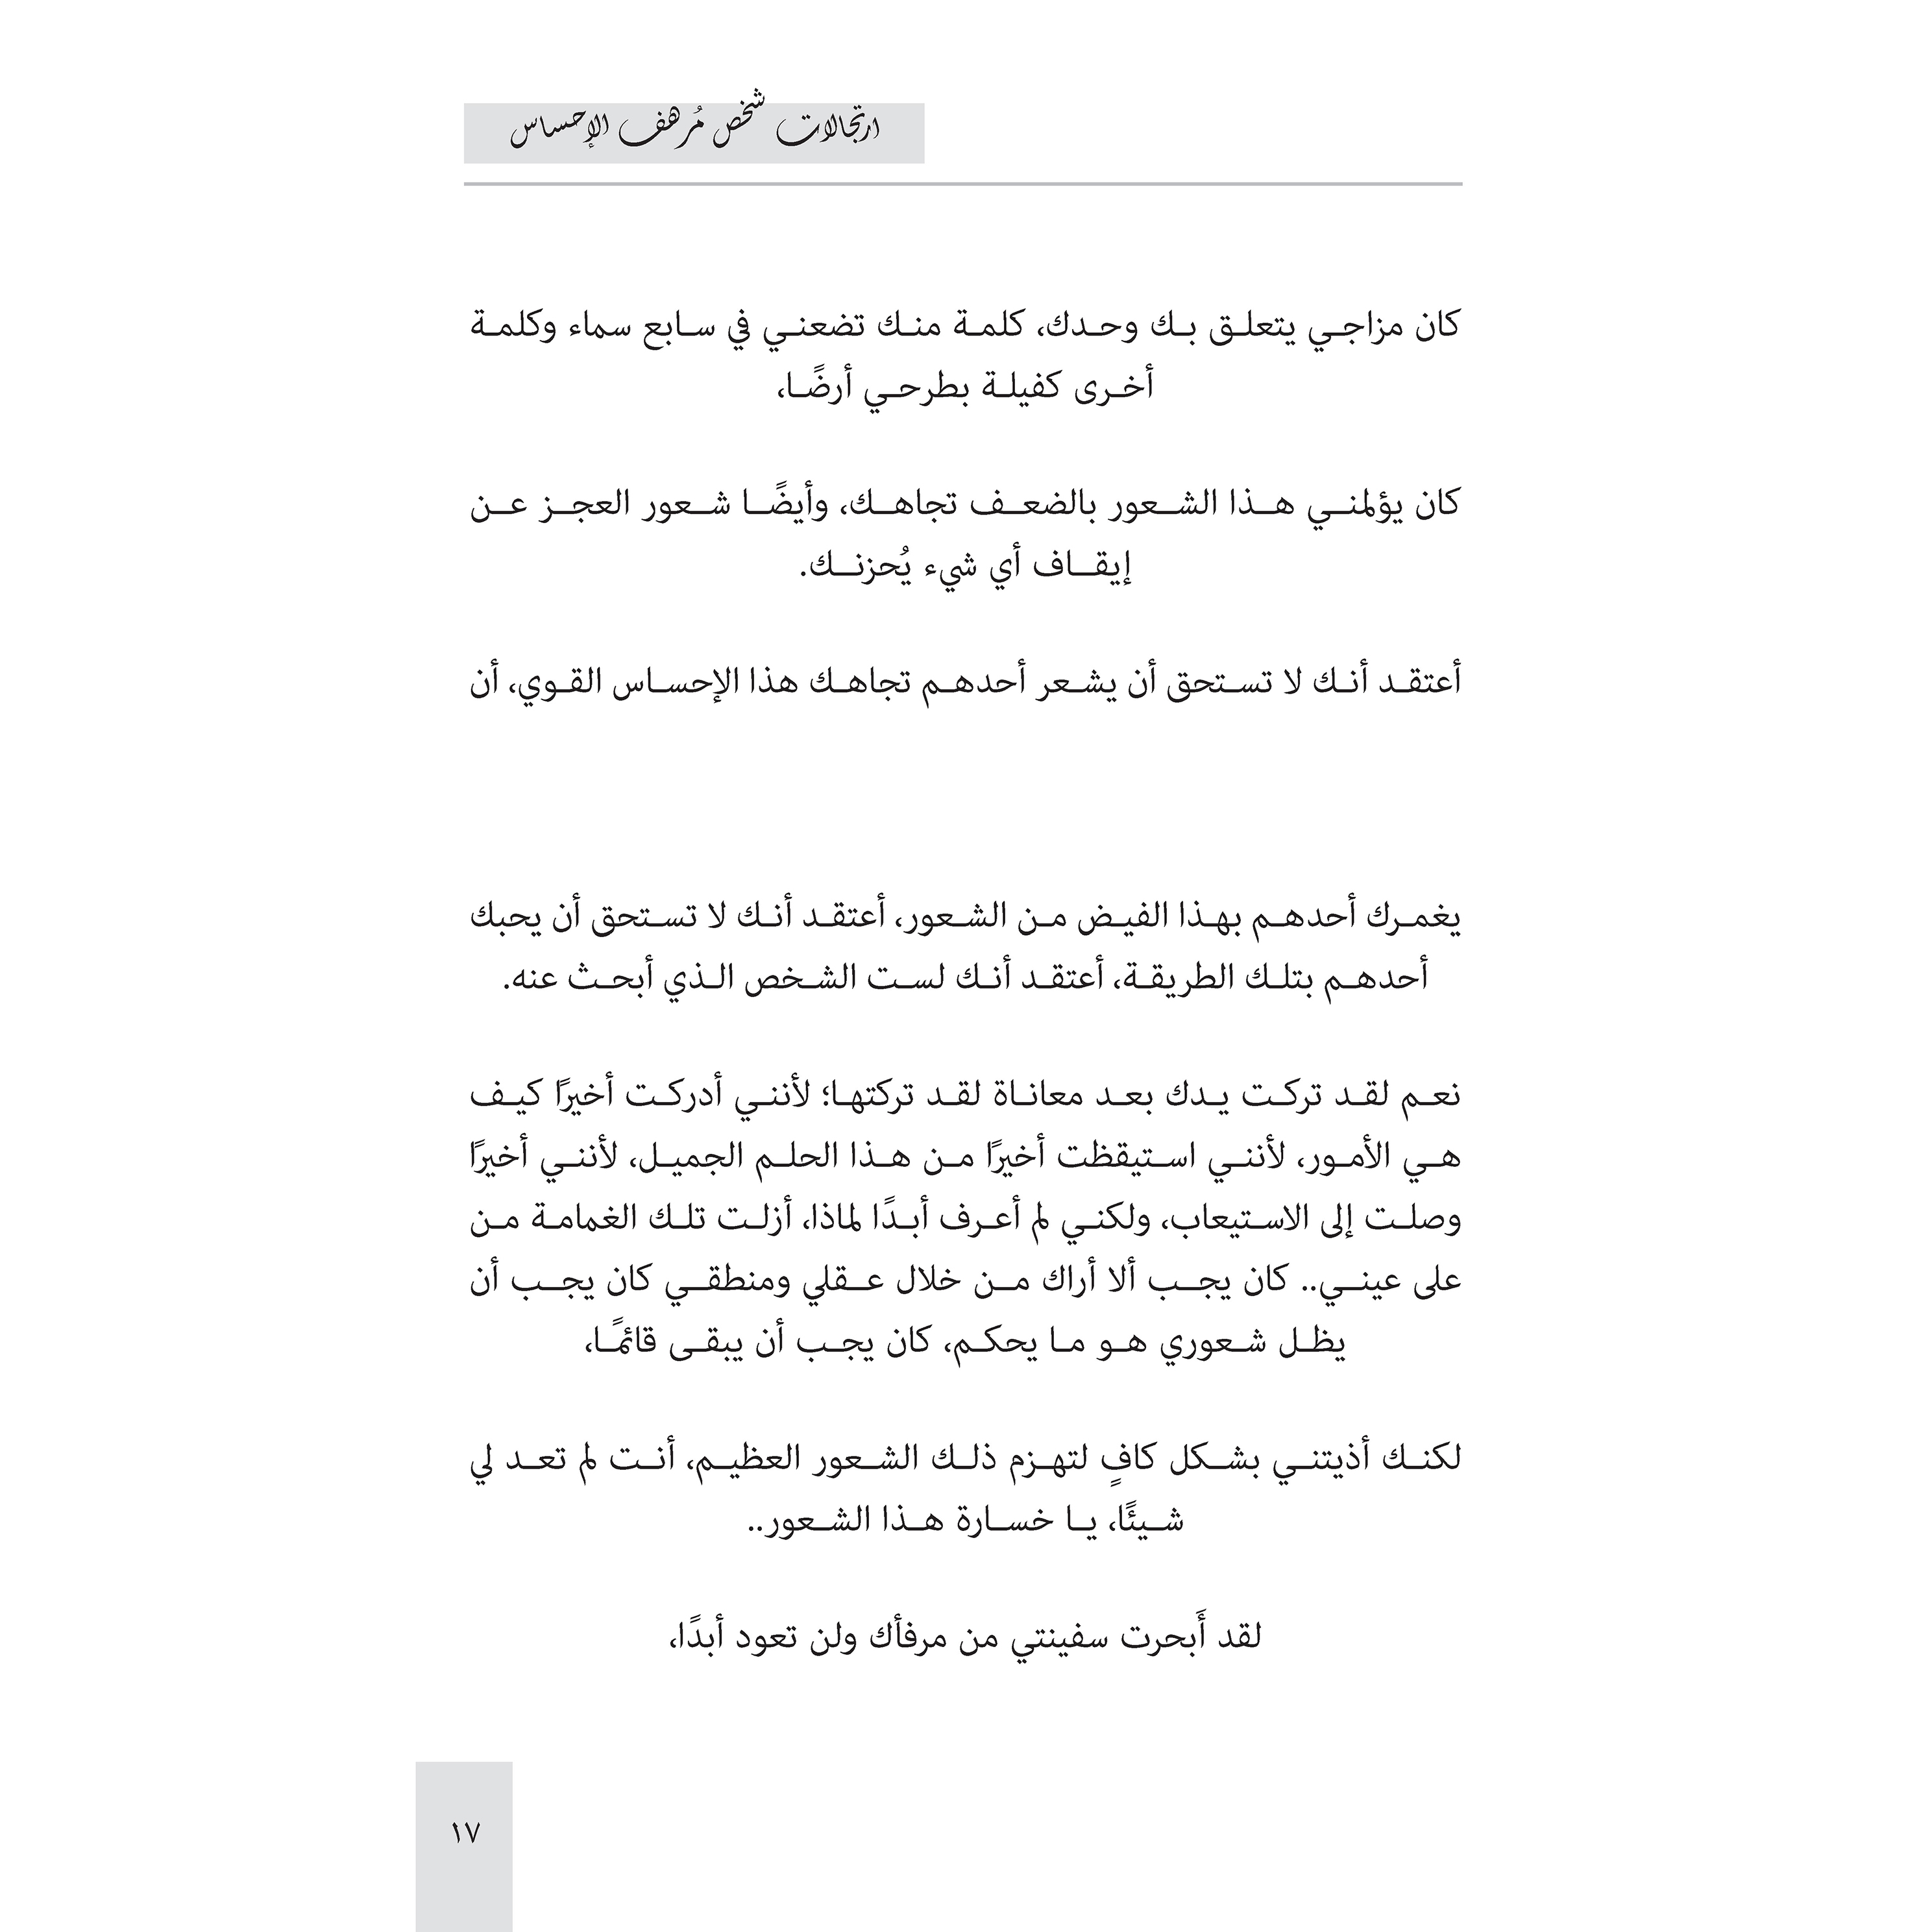 ارتجالات شخص مُرهف الإحساس
كان مزاجي يتعلق بك وحدك، كلمة منك تضعني في سابع سماء وكلمة
أخرى كفيلة بطرحي أرضًا،
كان يؤلمني هذا الشعور بالضعف تجاهك، وأيضًا شعور العجز عن
إيقاف أي شيء يُحزنك.
أعتقد أنك لا تستحق أن يشعر أحدهم تجاهك هذا الإحساس القوي، أن
يغمرك أحدهم بهذا الفيض من الشعور، أعتقد أنك لا تستحق أن يحبك
أحدهم بتلك الطريقة، أعتقد أنك لست الشخص الذي أبحث عنه.
نعم لقد تركت يدك بعد معاناة لقد تركتها؛ لأنني أدركت أخيرًا كيف
هي الأمور، لأنني استيقظت أخيرًا من هذا الحلم الجميل، لأنني أخيرًا
وصلت إلى الاستيعاب، ولكني لم أعرف أبدًا لماذا، أزلت تلك الغمامة من
على عيني.. كان يجب ألا أراك من خلال عقلي ومنطقي كان يجب أن
يظل شعوري هو ما يحكم، كان يجب أن يبقى قائمًا،
لكنك أذيتني بشكل كافٍ لتهزم ذلك الشعور العظيم، أنت لم تعد لي
شيئًا، يا خسارة هذا الشعور..
لقد أَبحرت سفينتي من مرفأك ولن تعود أبدًا،
١٧